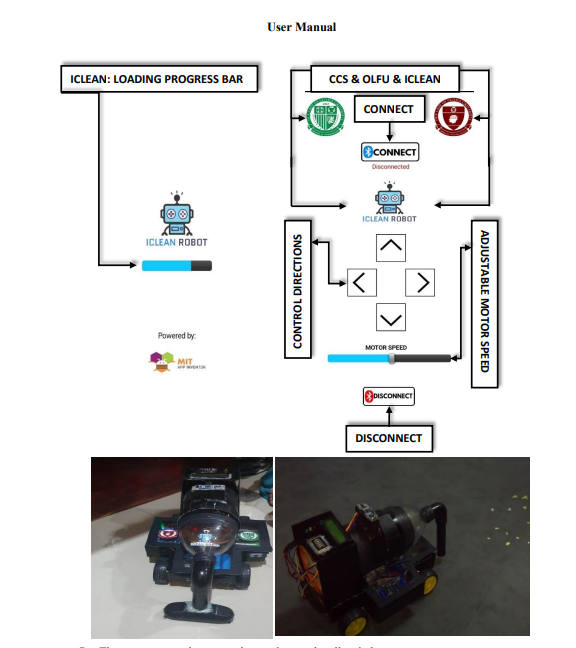 User Manual
ICLEAN: LOADING PROGRESS BAR
CCS & OLFU & ICLEAN
CONNECT
CONNECT
Disconnected
ICLEAN ROBOT
ICLEAN ROBOT
CONTROL DIRECTIONS
ADJUSTABLE MOTOR SPEED
MOTOR SPEED
Powered by:
MIT
APP INVENTOR
DISCONNECT
DISCONNECT